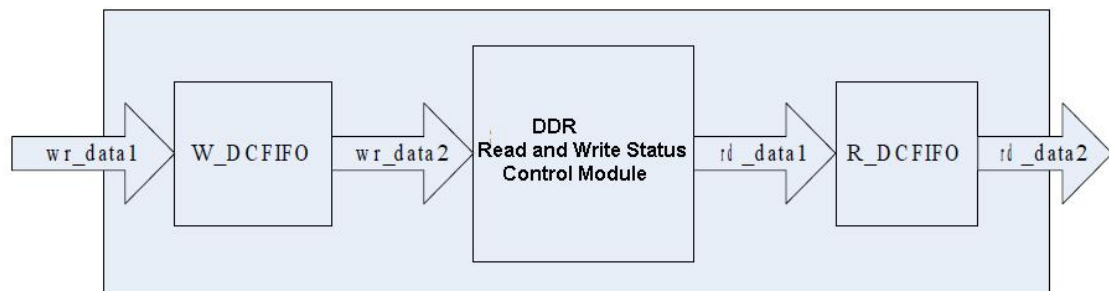 wr_data1
W_DCFIFO
wr_data2
DDR
Read and Write Status
Control Module
rd_data1
R_DCFIFO
rd_data2